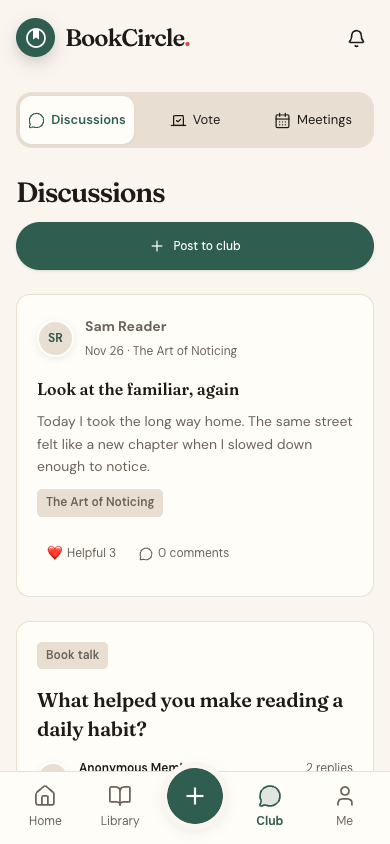 BookCircle.
Discussions
Vote
Meetings
Discussions
Post to club
SR
Sam Reader
Nov 26 · The Art of Noticing
Look at the familiar, again
Today I took the long way home. The same street
felt like a new chapter when I slowed down
enough to notice.
The Art of Noticing
❤️ Helpful 3
0 comments
Book talk
What helped you make reading a
daily habit?
Anonymous
2 replies
Home
Library
Club
Me